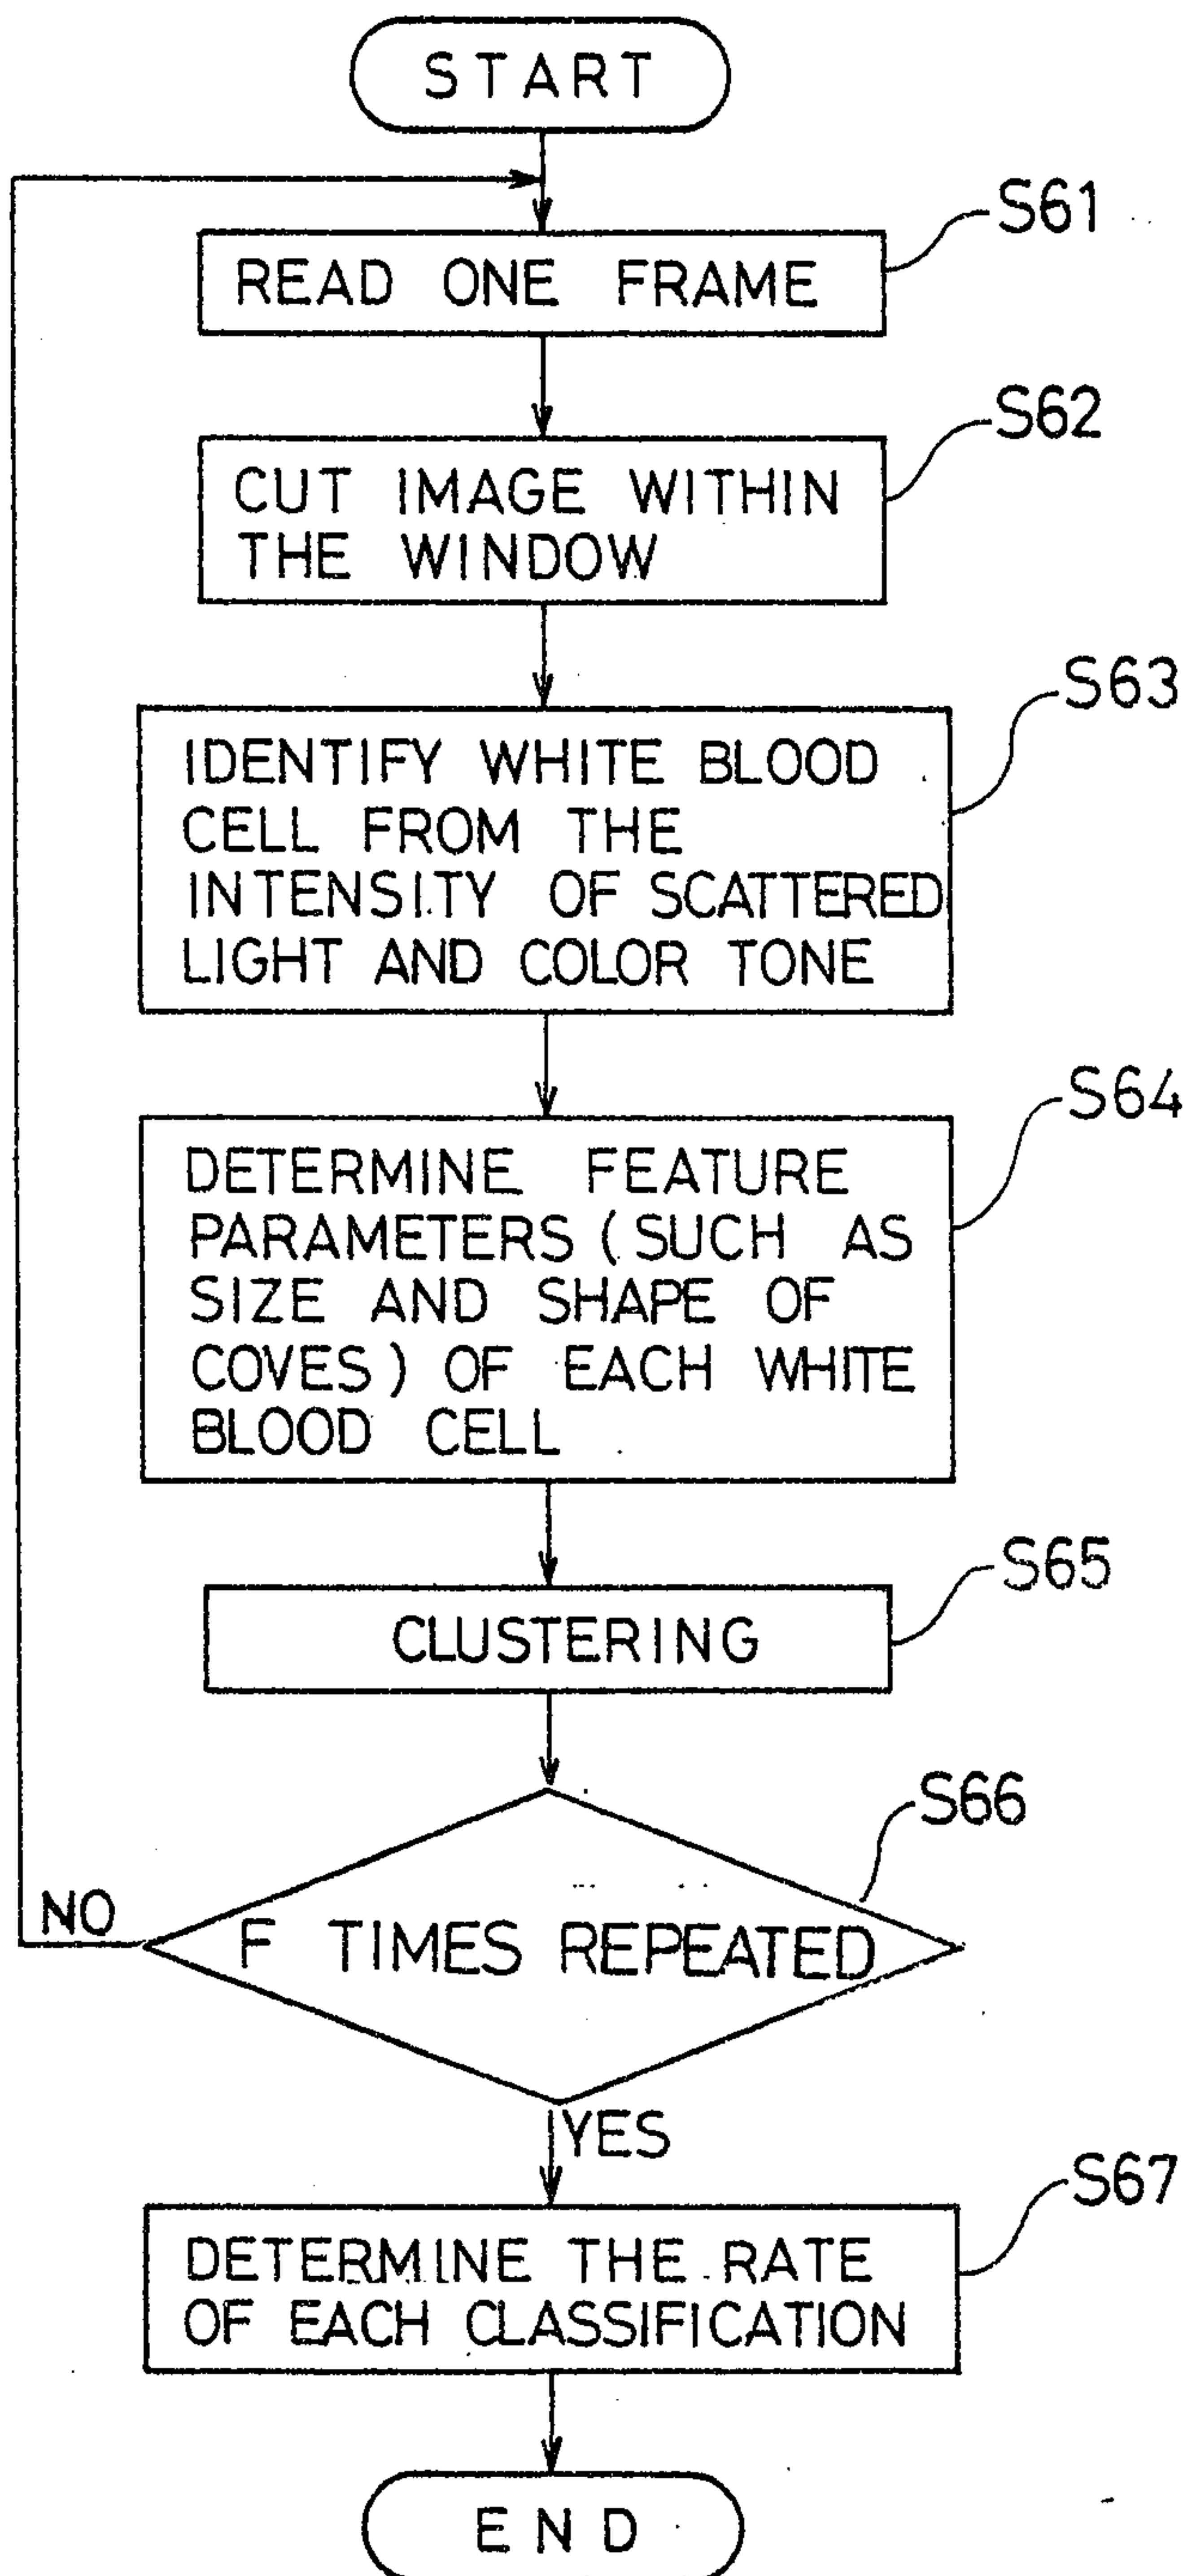 START
S61
READ ONE FRAME
S62
CUT IMAGE WITHIN
THE WINDOW
S63
IDENTIFY WHITE BLOOD
CELL FROM THE
INTENSITY OF SCATTERED
LIGHT AND COLOR TONE
S64
DETERMINE FEATURE
PARAMETERS (SUCH AS
SIZE AND SHAPE OF
COVES) OF EACH WHITE
BLOOD CELL
S65
CLUSTERING
S66
NO
F TIMES REPEATED
YES
S67
DETERMINE THE RATE
OF EACH CLASSIFICATION
END